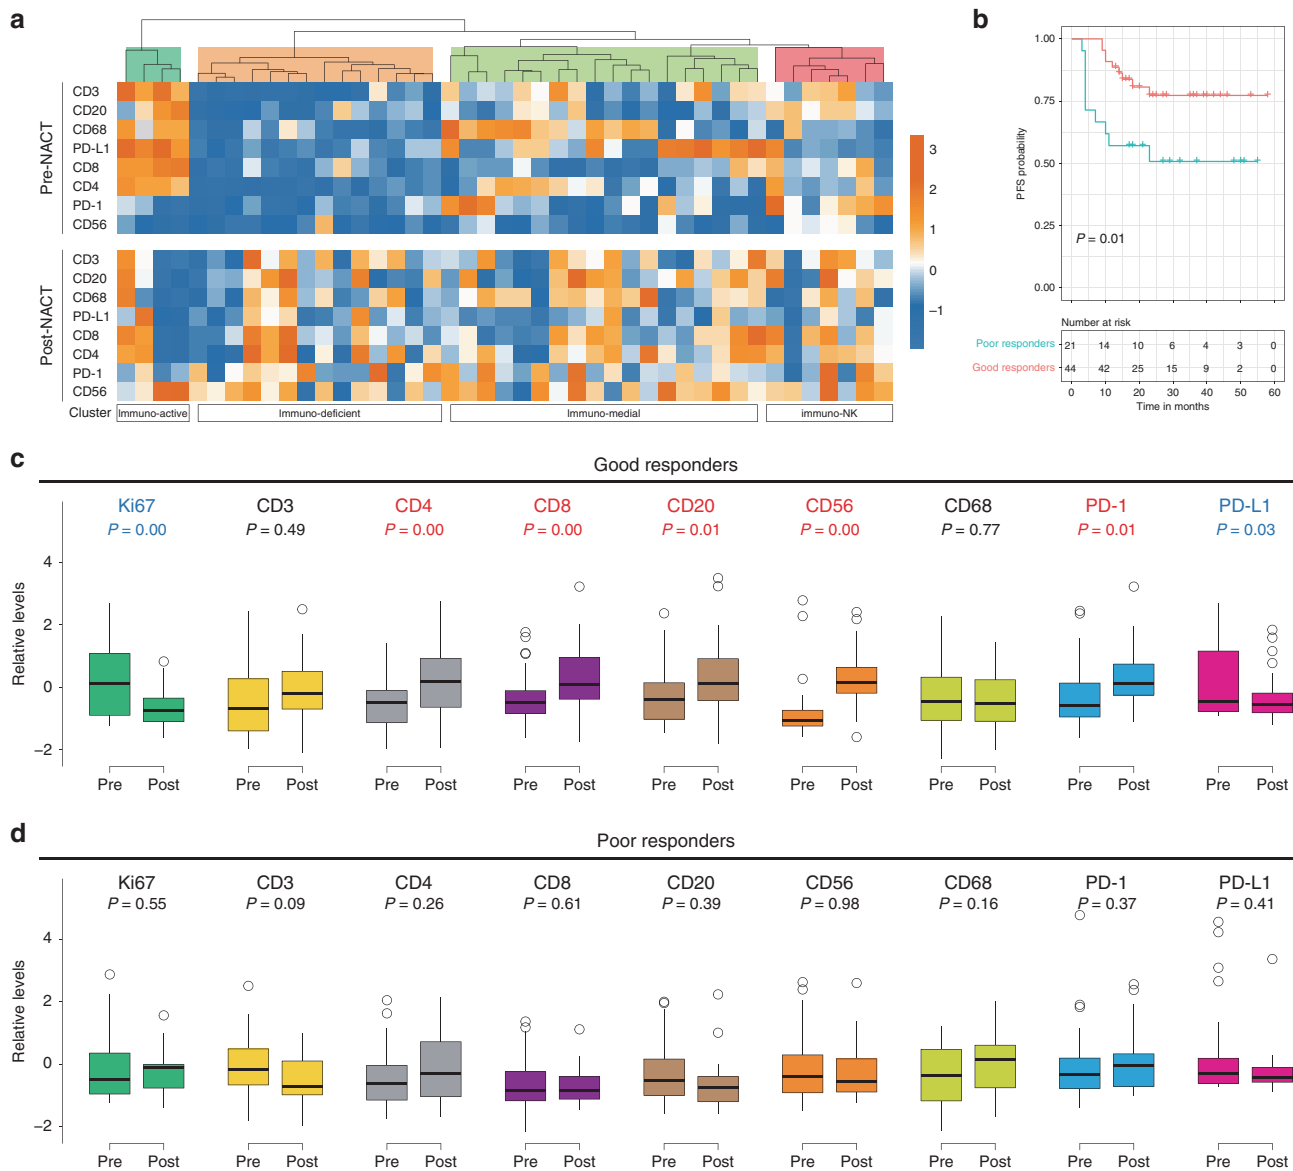 a
Pre-NACT
CD3
CD20
CD68
PD-L1
CD8
CD4
PD-1
CD56
Post-NACT
CD3
CD20
CD68
PD-L1
CD8
CD4
PD-1
CD56
Cluster Immuno-active Immuno-deficient Immuno-medial immuno-NK
3
2
1
0
−1
b
PFS probability
1.00
0.75
0.50
0.25
0.00
P = 0.01
Number at risk
Poor responders 21 14 10 6 4 3 0
Good responders 44 42 25 15 9 2 0
0 10 20 30 40 50 60
Time in months
c
Good responders
Ki67 CD3 CD4 CD8 CD20 CD56 CD68 PD-1 PD-L1
P = 0.00 P = 0.49 P = 0.00 P = 0.00 P = 0.01 P = 0.00 P = 0.77 P = 0.01 P = 0.03
Relative levels
4
2
0
−2
Pre Post Pre Post Pre Post Pre Post Pre Post Pre Post Pre Post Pre Post Pre Post
d
Poor responders
Ki67 CD3 CD4 CD8 CD20 CD56 CD68 PD-1 PD-L1
P = 0.55 P = 0.09 P = 0.26 P = 0.61 P = 0.39 P = 0.98 P = 0.16 P = 0.37 P = 0.41
Relative levels
4
2
0
−2
Pre Post Pre Post Pre Post Pre Post Pre Post Pre Post Pre Post Pre Post Pre Post